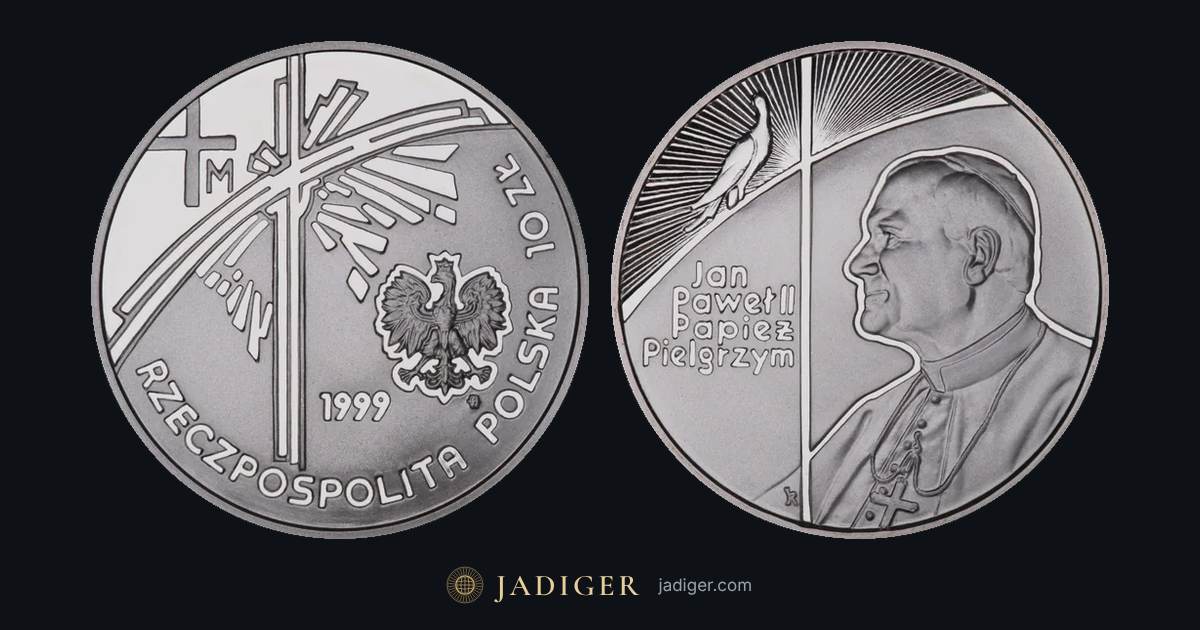 M
10 ZŁ
1999
RZECZPOSPOLITA POLSKA
Jan
Paweł II
Papież
Pielgrzym
JADIGER jadiger.com